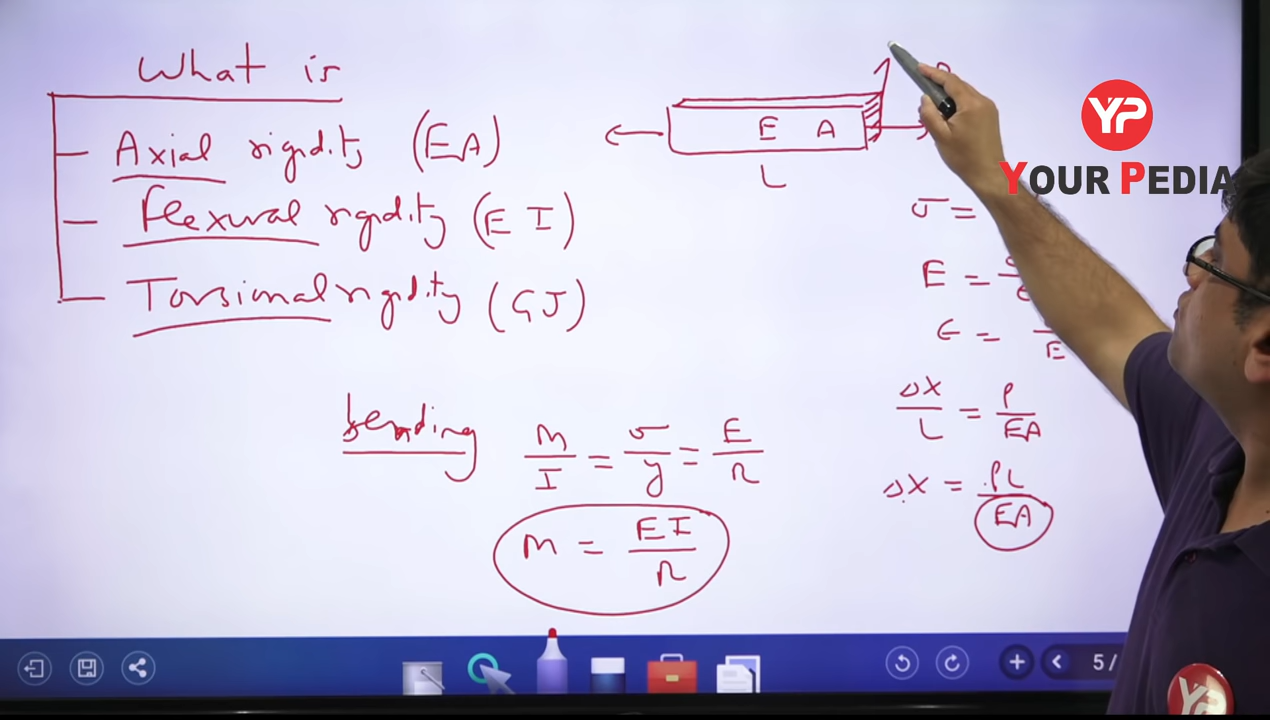 What is
Axial rigidity (EA)
flexural rigidity (E I)
Torsional rigidity (GJ)
E A
L
σ =
E =
ϵ = / E
ΔX / L = P / EA
ΔX = PL / EA
bending
M / I = σ / y = E / R
M = EI / R
YP
YOUR PEDIA
5/
YP